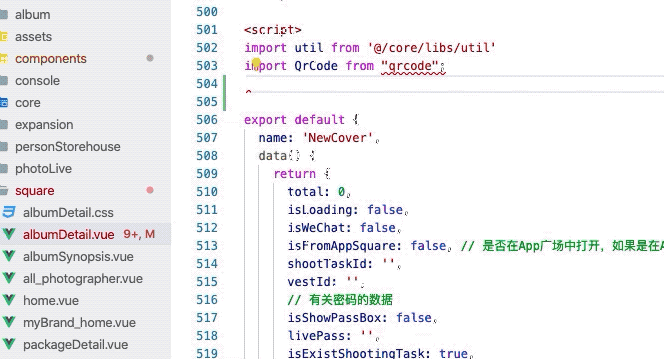 album
assets
components
console
core
expansion
personStorehouse
photoLive
square
albumDetail.css
albumDetail.vue 9+, M
albumSynopsis.vue
all_photographer.vue
home.vue
myBrand_home.vue
packageDetail.vue
500
501 <script>
502 import util from '@/core/libs/util'
503 import QrCode from "qrcode";
504
505
506 export default {
507 name: 'NewCover',
508 data() {
509 return {
510 total: 0,
511 isLoading: false,
512 isWeChat: false,
513 isFromAppSquare: false, // 是否在App广场中打开，如果是在A
514 shootTaskId: '',
515 vestId: '',
516 // 有关密码的数据
517 isShowPassBox: false,
518 livePass: '',
519 isExistShootingTask: true,